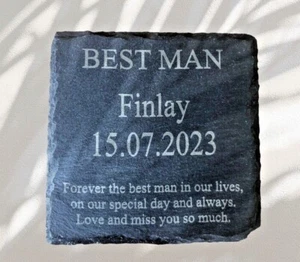 BEST MAN
Finlay
15.07.2023
Forever the best man in our lives,
on our special day and always.
Love and miss you so much.